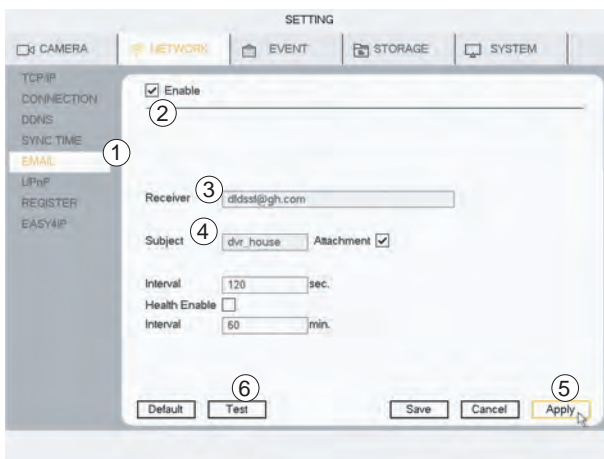 SETTING
CAMERA NETWORK EVENT STORAGE SYSTEM
TCP/IP
CONNECTION
DDNS
SYNC TIME
EMAIL
UPnP
REGISTER
EASY4IP
1
Enable
2
Receiver 3 dldssl@gh.com
Subject 4 dvr_house Attachment
Interval 120 sec.
Health Enable
Interval 60 min.
6 5
Default Test Save Cancel Apply